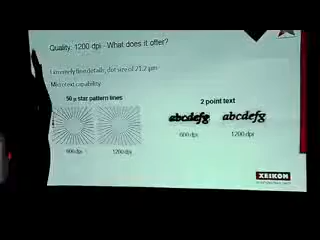 Quality: 1200 dpi - What does it offer?
Extremely fine details, dot size of 21.2 µm
Microtext capability
50 µ star pattern lines
2 point text
abcdefg abcdefg
600 dpi 1200 dpi
600 dpi 1200 dpi
XEIKON